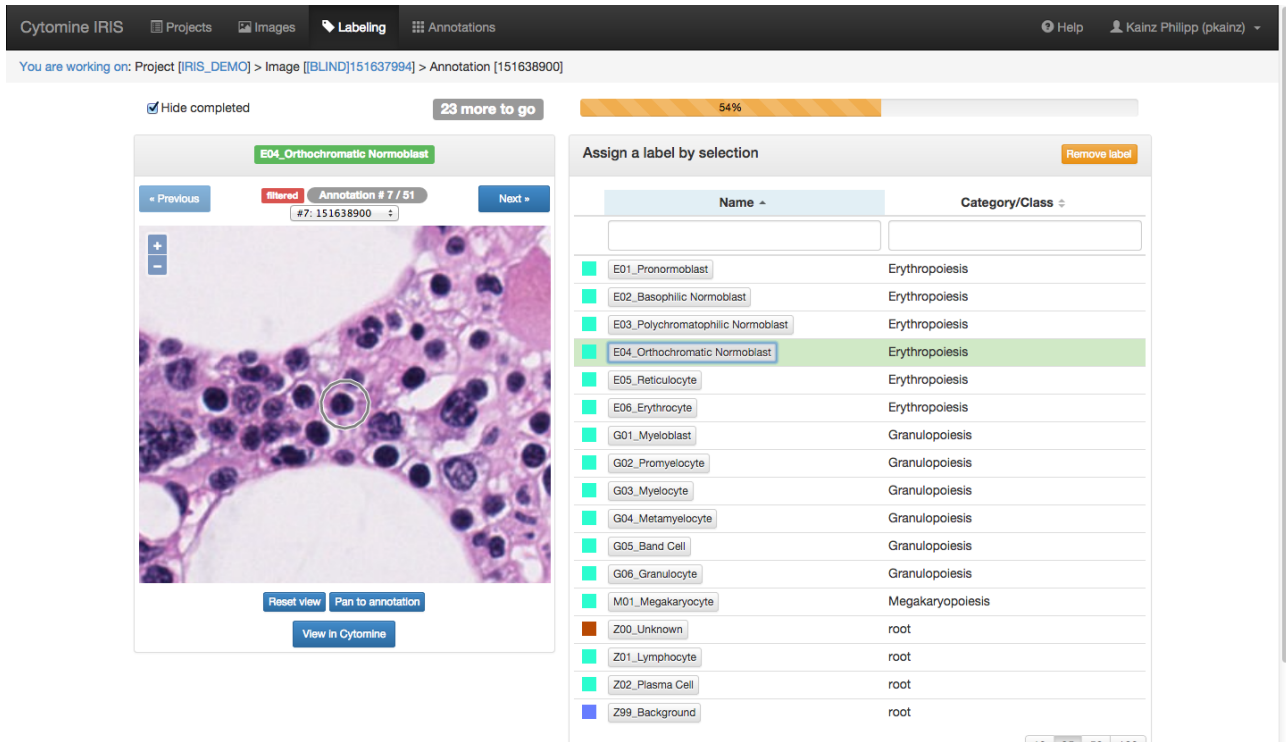 Cytomine IRIS Projects Images Labeling Annotations Help Kainz Philipp (pkainz)
You are working on: Project [IRIS_DEMO] > Image [[BLIND]151637994] > Annotation [151638900]
Hide completed 23 more to go 54%
E04_Orthochromatic Normoblast
« Previous filtered Annotation # 7 / 51 Next »
#7: 151638900
+
−
Reset view Pan to annotation
View in Cytomine
Assign a label by selection Remove label
Name Category/Class
E01_Pronormoblast Erythropoiesis
E02_Basophilic Normoblast Erythropoiesis
E03_Polychromatophilic Normoblast Erythropoiesis
E04_Orthochromatic Normoblast Erythropoiesis
E05_Reticulocyte Erythropoiesis
E06_Erythrocyte Erythropoiesis
G01_Myeloblast Granulopoiesis
G02_Promyelocyte Granulopoiesis
G03_Myelocyte Granulopoiesis
G04_Metamyelocyte Granulopoiesis
G05_Band Cell Granulopoiesis
G06_Granulocyte Granulopoiesis
M01_Megakaryocyte Megakaryopoiesis
Z00_Unknown root
Z01_Lymphocyte root
Z02_Plasma Cell root
Z99_Background root